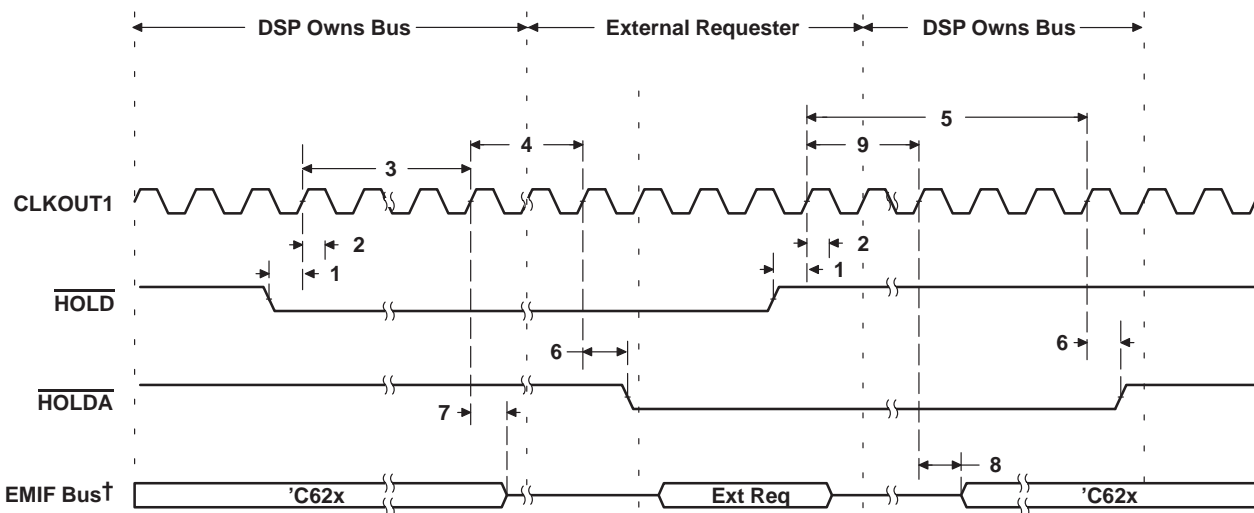 DSP Owns Bus External Requester DSP Owns Bus
5
4 9
3
CLKOUT1
2 2
1 1
HOLD
6 6
HOLDA
7
8
EMIF Bus† ’C62x Ext Req ’C62x